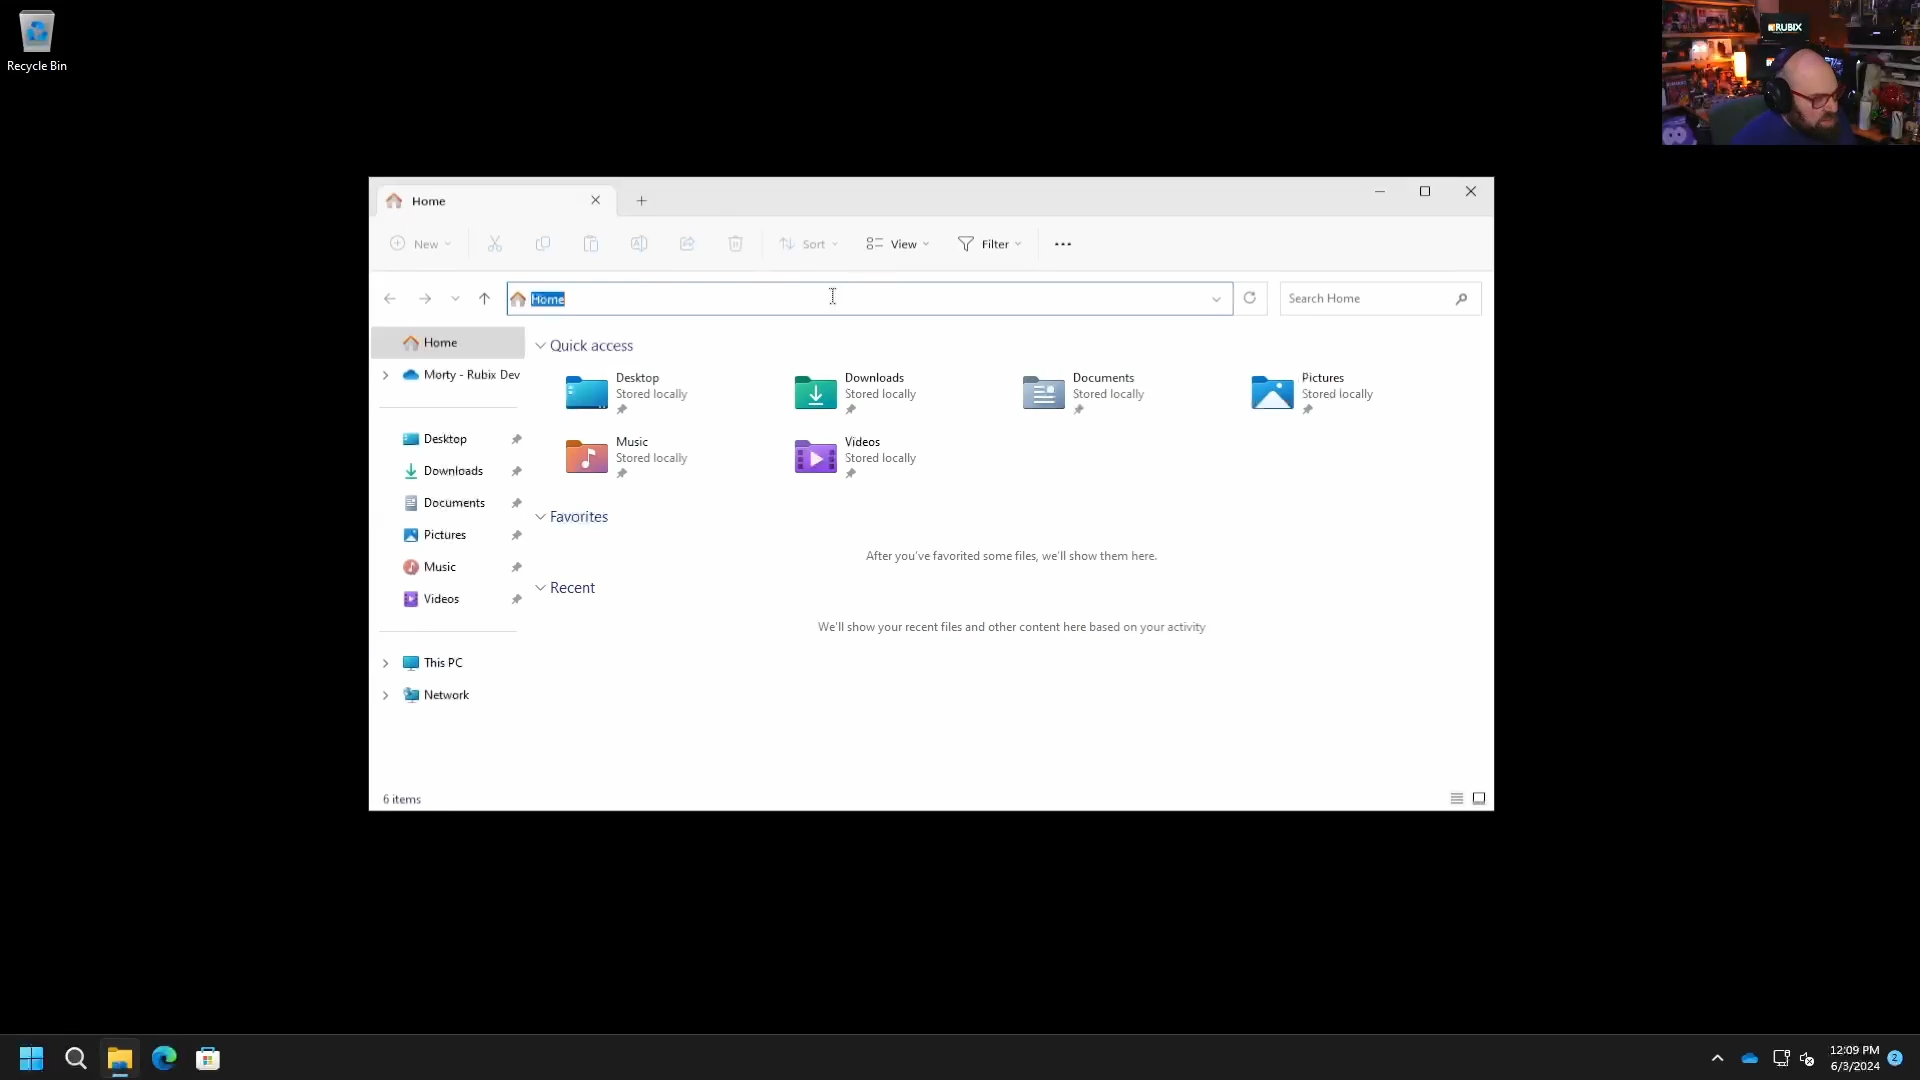 Recycle Bin
RUBIX
Home
New
Sort
View
Filter
Home
Search Home
Home
Morty - Rubix Dev
Desktop
Downloads
Documents
Pictures
Music
Videos
This PC
Network
Quick access
Desktop
Stored locally
Downloads
Stored locally
Documents
Stored locally
Pictures
Stored locally
Music
Stored locally
Videos
Stored locally
Favorites
After you've favorited some files, we'll show them here.
Recent
We'll show your recent files and other content here based on your activity
6 items
12:09 PM
6/3/2024
2